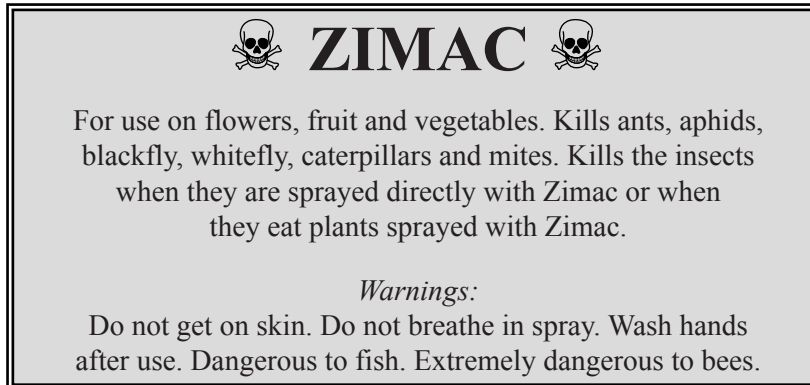 ZIMAC
For use on flowers, fruit and vegetables. Kills ants, aphids,
blackfly, whitefly, caterpillars and mites. Kills the insects
when they are sprayed directly with Zimac or when
they eat plants sprayed with Zimac.
Warnings:
Do not get on skin. Do not breathe in spray. Wash hands
after use. Dangerous to fish. Extremely dangerous to bees.